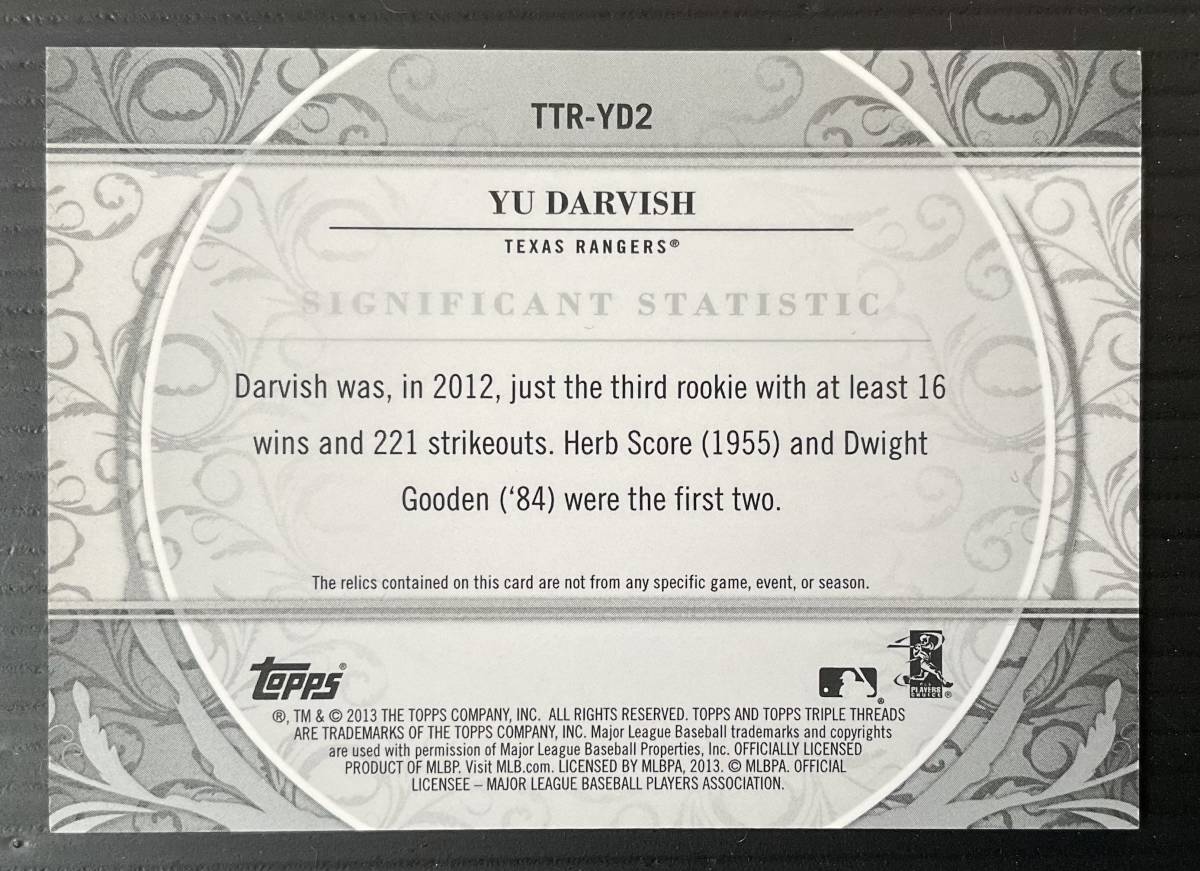 TTR-YD2
YU DARVISH
TEXAS RANGERS®
SIGNIFICANT STATISTIC
Darvish was, in 2012, just the third rookie with at least 16
wins and 221 strikeouts. Herb Score (1955) and Dwight
Gooden (‘84) were the first two.
The relics contained on this card are not from any specific game, event, or season.
topps®
®
PLAYERS
CHOICE ®
®, TM & © 2013 THE TOPPS COMPANY, INC. ALL RIGHTS RESERVED. TOPPS AND TOPPS TRIPLE THREADS
ARE TRADEMARKS OF THE TOPPS COMPANY, INC. Major League Baseball trademarks and copyrights
are used with permission of Major League Baseball Properties, Inc. OFFICIALLY LICENSED
PRODUCT OF MLBP. Visit MLB.com. LICENSED BY MLBPA, 2013. © MLBPA. OFFICIAL
LICENSEE – MAJOR LEAGUE BASEBALL PLAYERS ASSOCIATION.